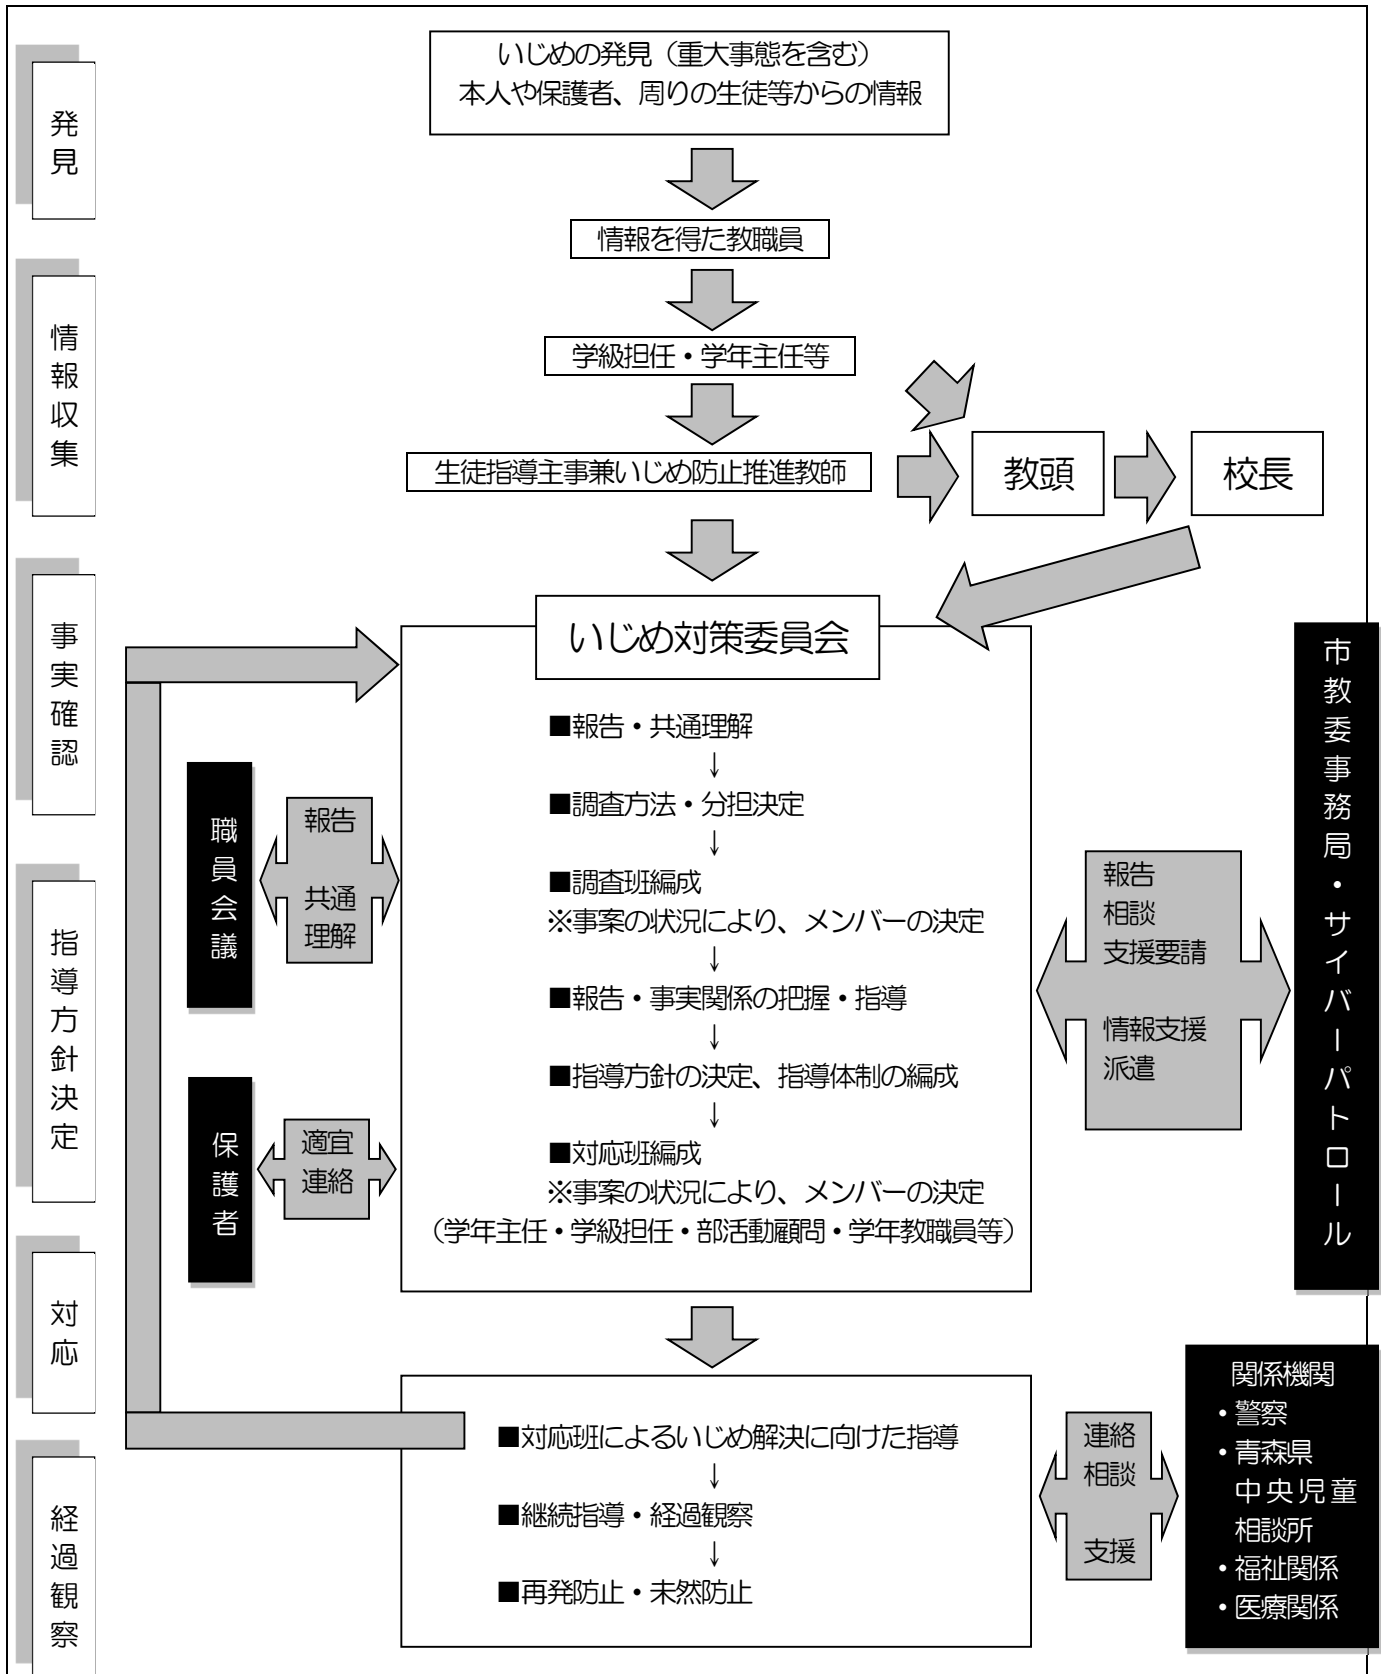 いじめの発見（重大事態を含む）
本人や保護者、周りの生徒等からの情報
発見
情報を得た教職員
情報収集
学級担任・学年主任等
生徒指導主事兼いじめ防止推進教師
教頭
校長
事実確認
いじめ対策委員会
■報告・共通理解
↓
■調査方法・分担決定
↓
■調査班編成
※事案の状況により、メンバーの決定
↓
■報告・事実関係の把握・指導
↓
■指導方針の決定、指導体制の編成
↓
■対応班編成
※事案の状況により、メンバーの決定
（学年主任・学級担任・部活動顧問・学年教職員等）
職員会議
報告
共通
理解
指導方針決定
保護者
適宜
連絡
報告
相談
支援要請
情報支援
派遣
市教委事務局・サイバーパトロール
対応
■対応班によるいじめ解決に向けた指導
↓
■継続指導・経過観察
↓
■再発防止・未然防止
連絡
相談
支援
関係機関
・警察
・青森県
中央児童
相談所
・福祉関係
・医療関係
経過観察